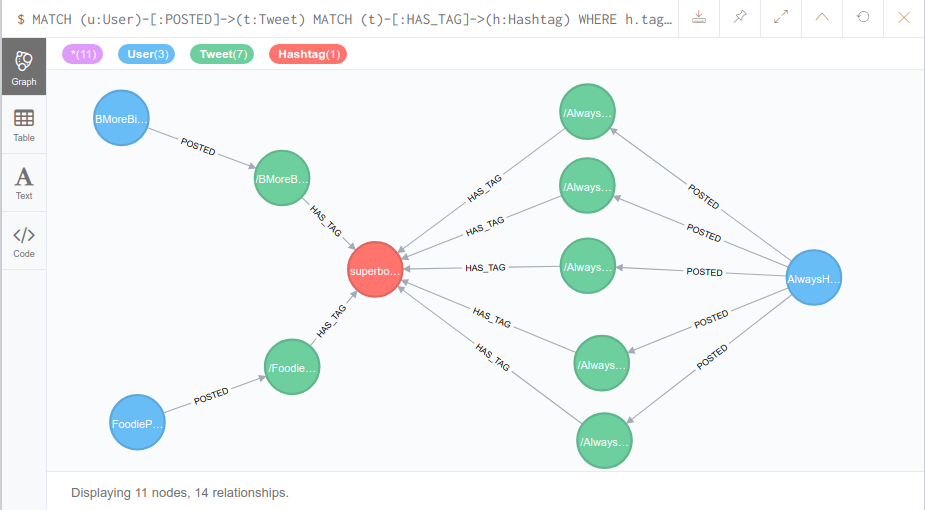 $ MATCH (u:User)-[:POSTED]->(t:Tweet) MATCH (t)-[:HAS_TAG]->(h:Hashtag) WHERE h.tag…
*(11) User(3) Tweet(7) Hashtag(1)
Graph
Table
A
Text
</>
Code
BMoreBi…
POSTED
/BMoreB…
HAS_TAG
superbo…
HAS_TAG
/Foodie…
POSTED
FoodieP…
/Always…
/Always…
/Always…
/Always…
/Always…
HAS_TAG
HAS_TAG
HAS_TAG
HAS_TAG
HAS_TAG
POSTED
POSTED
POSTED
POSTED
POSTED
AlwaysH…
Displaying 11 nodes, 14 relationships.